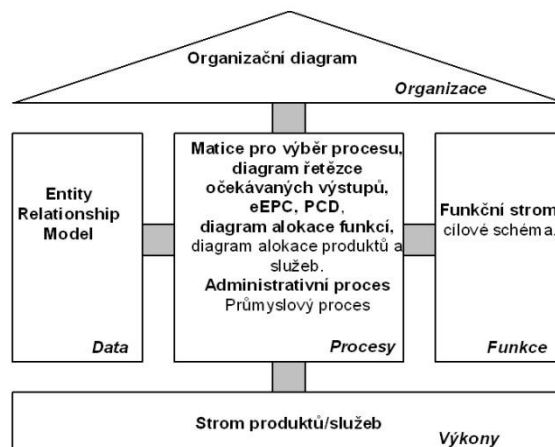 Organizační diagram
Organizace
Entity
Relationship
Model
Data
Matice pro výběr procesu,
diagram řetězce
očekávaných výstupů,
eEPC, PCD,
diagram alokace funkcí,
diagram alokace produktů a
služeb.
Administrativní proces
Průmyslový proces
Procesy
Funkční strom
cílové schéma.
Funkce
Strom produktů/služeb
Výkony